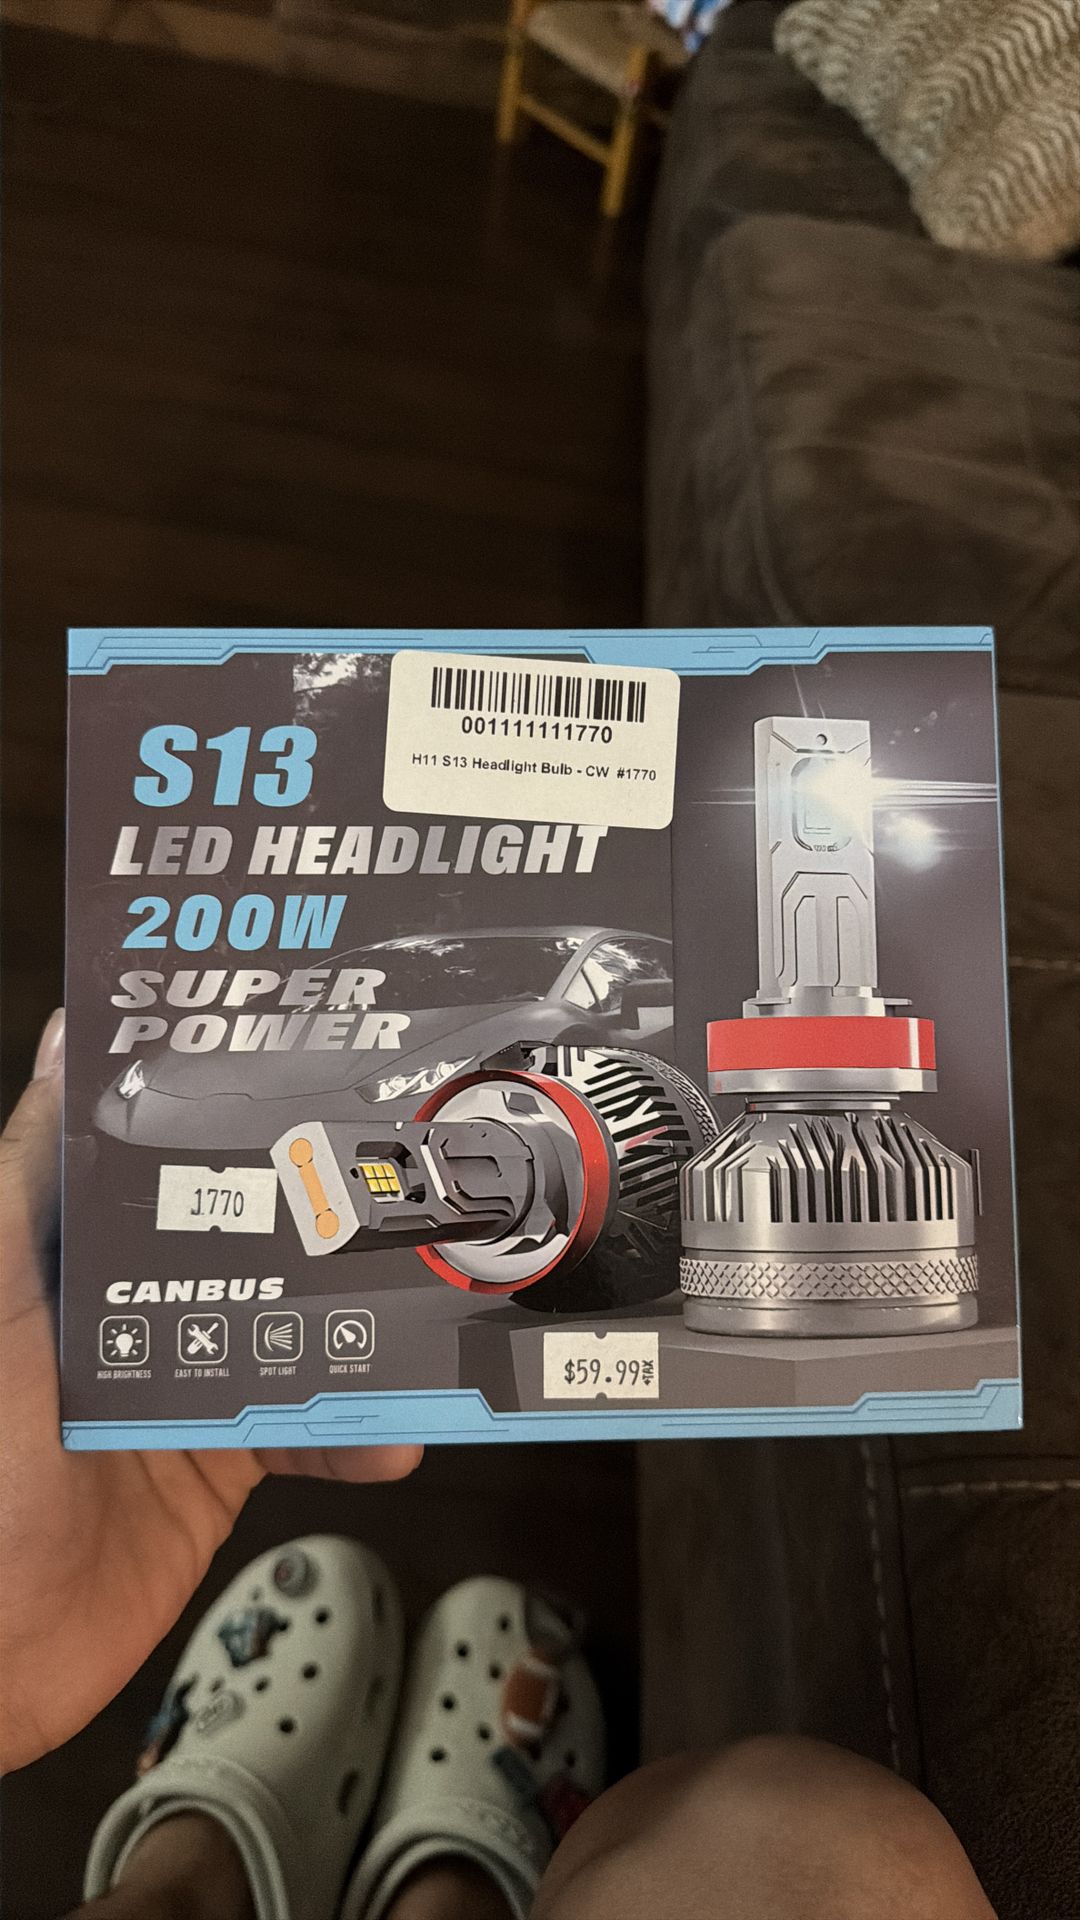 001111111770
H11 S13 Headlight Bulb - CW #1770
S13
LED HEADLIGHT
200W
SUPER
POWER
1770
CANBUS
HIGH BRIGHTNESS
EASY TO INSTALL
SPOT LIGHT
QUICK START
$59.99+TAX